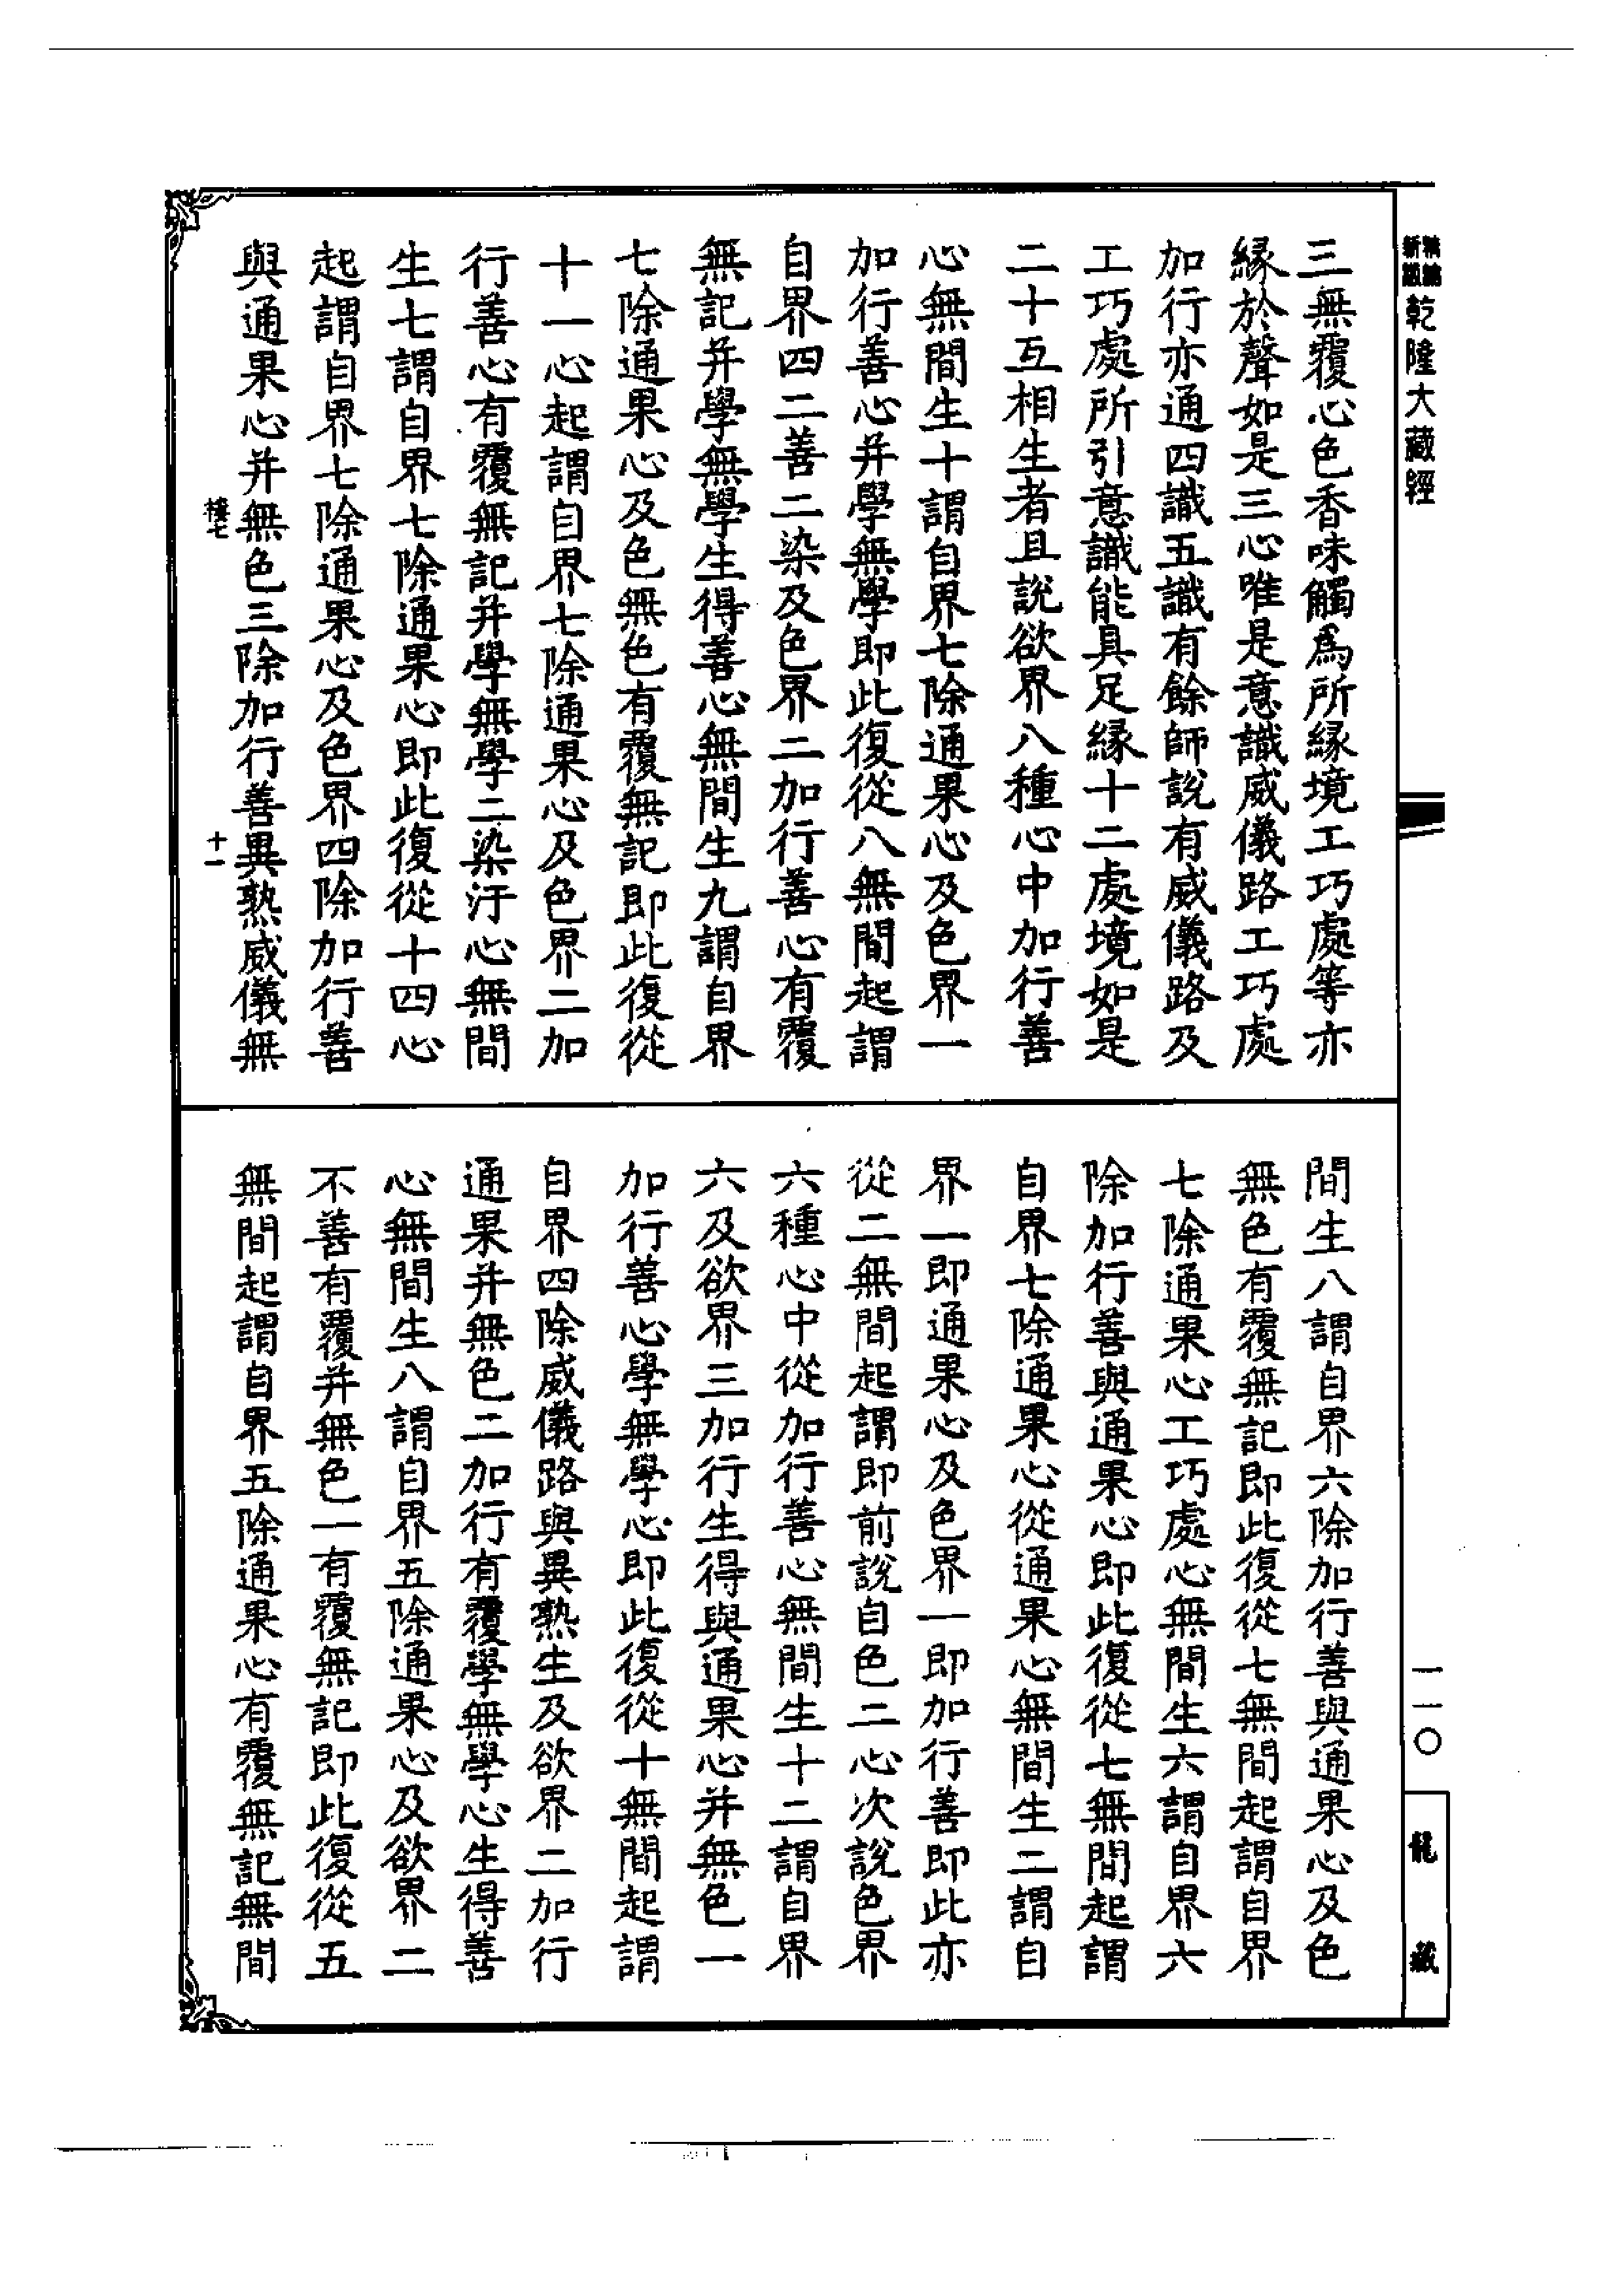 精編
新版
乾隆大藏經
三無覆心色香味觸爲所緣境工巧處等亦
緣於聲如是三心唯是意識威儀路工巧處
加行亦通四識五識有餘師說有威儀路及
工巧處所引意識能具足緣十二處境如是
二十互相生者且說欲界八種心中加行善
心無間生十謂自界七除通果心及色界一
加行善心并學無學即此復從八無間起謂
自界四二善二染及色界二加行善心有覆
無記并學無學生得善心無間生九謂自界
七除通果心及色無色有覆無記即此復從
十一心起謂自界七除通果心及色界二加
行善心有覆無記并學無學二染汙心無間
生七謂自界七除通果心即此復從十四心
起謂自界七除通果心及色界四除加行善
與通果心并無色三除加行善異熟威儀無
樓七
十一
間生八謂自界六除加行善與通果心及色
無色有覆無記即此復從七無間起謂自界
七除通果心工巧處心無間生六謂自界六
除加行善與通果心即此復從七無間起謂
自界七除通果心從通果心無間生二謂自
界一即通果心及色界一即加行善即此亦
從二無間起謂即前說自色二心次說色界
六種心中從加行善心無間生十二謂自界
六及欲界三加行生得與通果心并無色一
加行善心學無學心即此復從十無間起謂
自界四除威儀路與異熟生及欲界二加行
通果并無色二加行有覆學無學心生得善
心無間生八謂自界五除通果心及欲界二
不善有覆并無色一有覆無記即此復從五
無間起謂自界五除通果心有覆無記無間
一一〇
龍藏